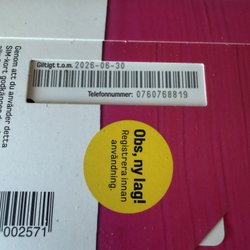 Giltigt t.o.m. 2026-06-30
Telefonnummer: 0760768819
Genom att du använder detta
SIM-kort godkänner du
Obs, ny lag!
Registrera innan
användning.
002571